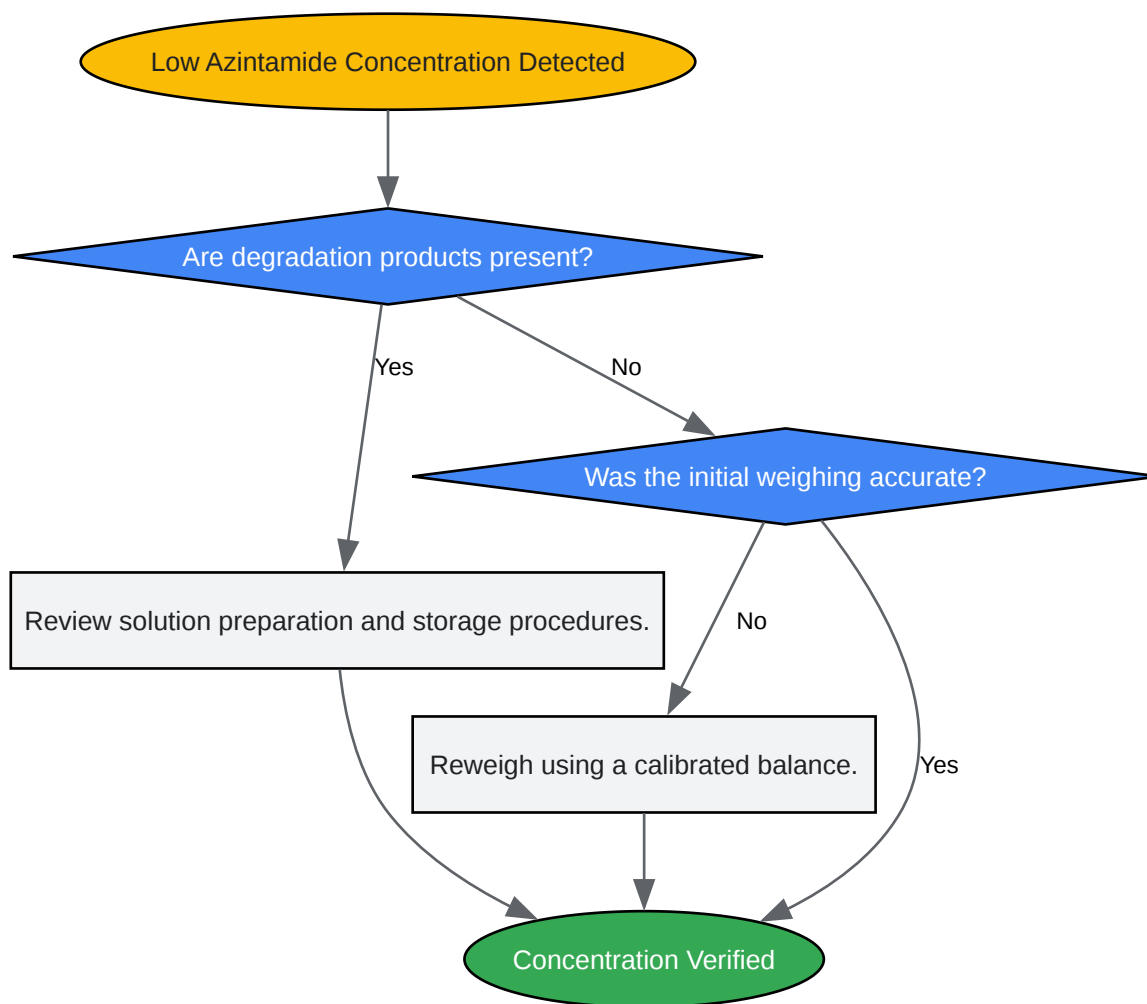 Low Azintamide Concentration Detected
Are degradation products present?
Yes
No
Was the initial weighing accurate?
Review solution preparation and storage procedures.
No
Reweigh using a calibrated balance.
Yes
Concentration Verified